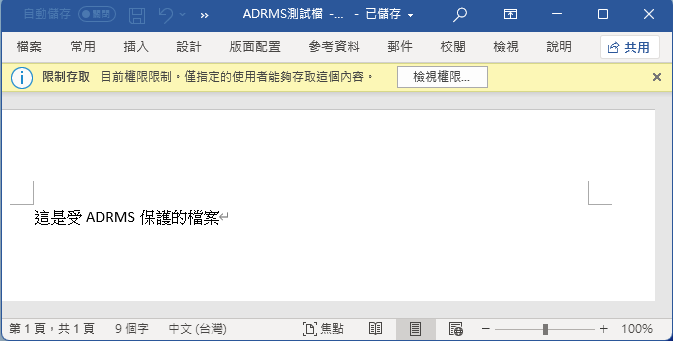 自動儲存 關閉 ADRMS測試檔 -... - 已儲存
檔案 常用 插入 設計 版面配置 參考資料 郵件 校閱 檢視 說明 共用
限制存取 目前權限限制。僅指定的使用者能夠存取這個內容。 檢視權限...
這是受 ADRMS 保護的檔案
第 1 頁，共 1 頁 9 個字 中文 (台灣) 焦點 100%